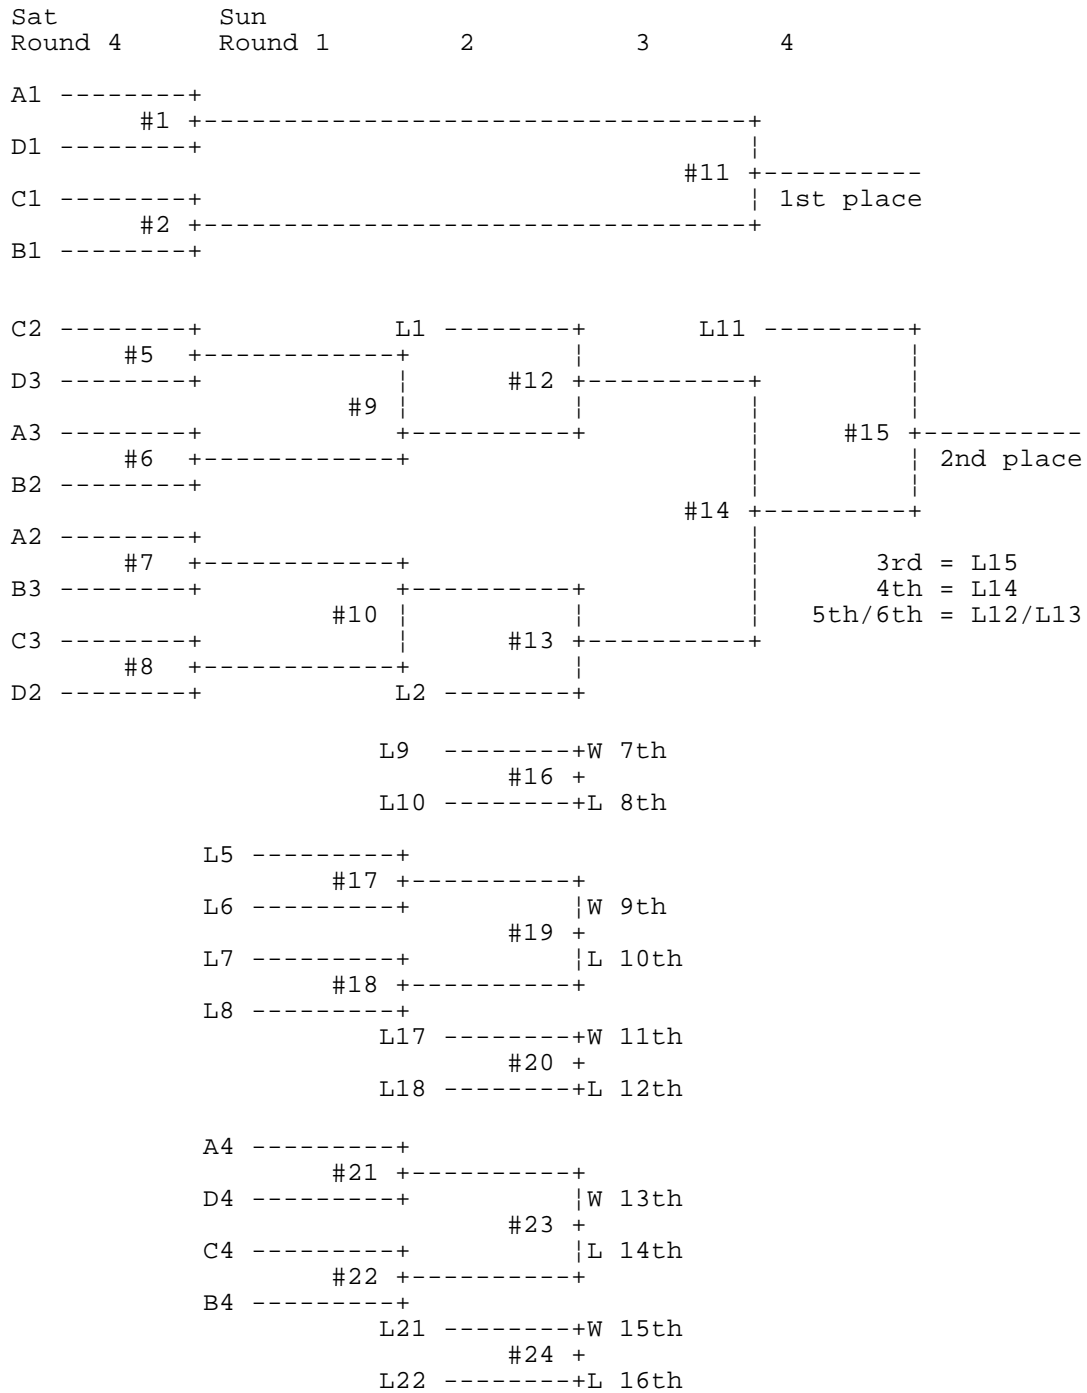 Sat Sun
Round 4 Round 1 2 3 4
A1 --------+
#1 +---------------------------------+
D1 --------+ ¦
#11 +----------
C1 --------+ ¦ 1st place
#2 +---------------------------------+
B1 --------+
C2 --------+ L1 --------+ L11 ---------+
#5 +------------+ ¦ ¦
D3 --------+ ¦ #12 +----------+ ¦
#9 ¦ ¦ ¦ ¦
A3 --------+ +----------+ ¦ #15 +----------
#6 +------------+ ¦ ¦ 2nd place
B2 --------+ ¦ ¦
#14 +---------+
A2 --------+ ¦
#7 +------------+ ¦ 3rd = L15
B3 --------+ +----------+ ¦ 4th = L14
#10 ¦ ¦ ¦ 5th/6th = L12/L13
C3 --------+ ¦ #13 +----------+
#8 +------------+ ¦
D2 --------+ L2 --------+
L9 --------+W 7th
#16 +
L10 --------+L 8th
L5 ---------+
#17 +----------+
L6 ---------+ ¦W 9th
#19 +
L7 ---------+ ¦L 10th
#18 +----------+
L8 ---------+
L17 --------+W 11th
#20 +
L18 --------+L 12th
A4 ---------+
#21 +----------+
D4 ---------+ ¦W 13th
#23 +
C4 ---------+ ¦L 14th
#22 +----------+
B4 ---------+
L21 --------+W 15th
#24 +
L22 --------+L 16th